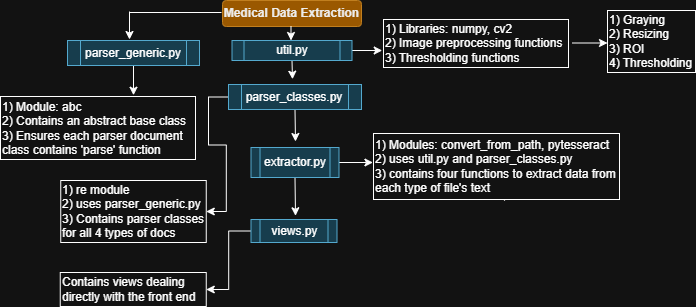 Medical Data Extraction
parser_generic.py
util.py
1) Libraries: numpy, cv2
2) Image preprocessing functions
3) Thresholding functions
1) Graying
2) Resizing
3) ROI
4) Thresholding
parser_classes.py
1) Module: abc
2) Contains an abstract base class
3) Ensures each parser document
class contains 'parse' function
extractor.py
1) Modules: convert_from_path, pytesseract
2) uses util.py and parser_classes.py
3) contains four functions to extract data from
each type of file's text
1) re module
2) uses parser_generic.py
3) Contains parser classes
for all 4 types of docs
views.py
Contains views dealing
directly with the front end